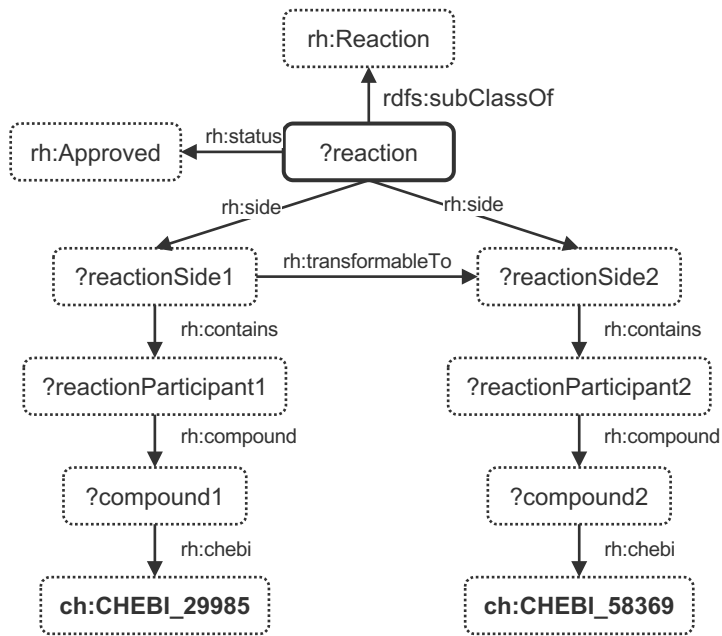 rh:Reaction
rdfs:subClassOf
rh:status
rh:Approved
?reaction
rh:side
rh:side
?reactionSide1
rh:transformableTo
?reactionSide2
rh:contains
rh:contains
?reactionParticipant1
?reactionParticipant2
rh:compound
rh:compound
?compound1
?compound2
rh:chebi
rh:chebi
ch:CHEBI_29985
ch:CHEBI_58369